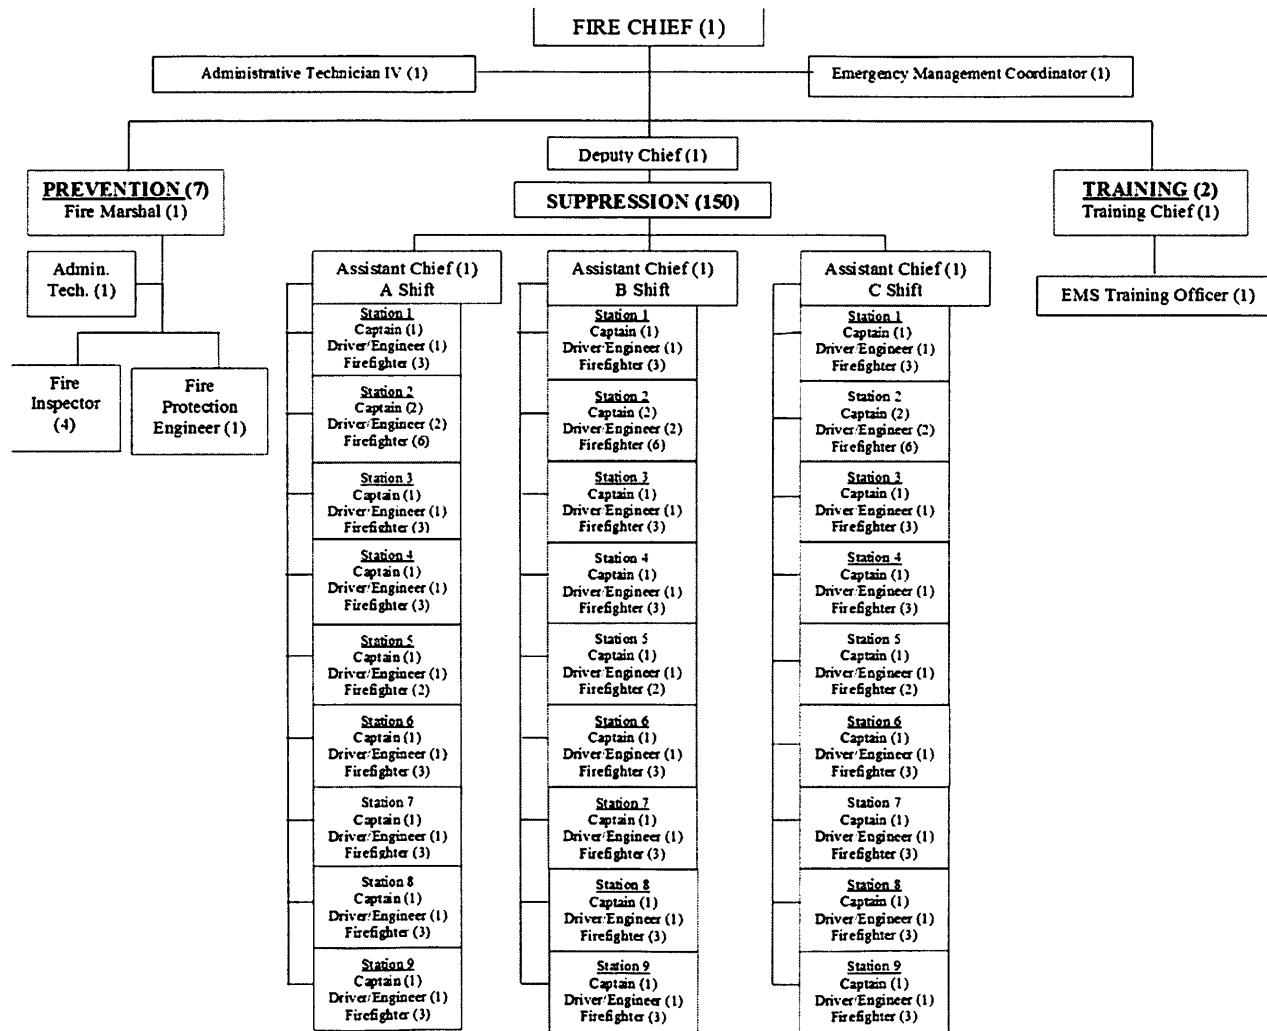 FIRE CHIEF (1)
Administrative Technician IV (1)
Emergency Management Coordinator (1)
Deputy Chief (1)
PREVENTION (7)
Fire Marshal (1)
SUPPRESSION (150)
TRAINING (2)
Training Chief (1)
Admin.
Tech. (1)
EMS Training Officer (1)
Fire
Inspector
(4)
Fire
Protection
Engineer (1)
Assistant Chief (1)
A Shift
Station 1
Captain (1)
Driver/Engineer (1)
Firefighter (3)
Station 2
Captain (2)
Driver/Engineer (2)
Firefighter (6)
Station 3
Captain (1)
Driver/Engineer (1)
Firefighter (3)
Station 4
Captain (1)
Driver/Engineer (1)
Firefighter (3)
Station 5
Captain (1)
Driver/Engineer (1)
Firefighter (2)
Station 6
Captain (1)
Driver/Engineer (1)
Firefighter (3)
Station 7
Captain (1)
Driver/Engineer (1)
Firefighter (3)
Station 8
Captain (1)
Driver/Engineer (1)
Firefighter (3)
Station 9
Captain (1)
Driver/Engineer (1)
Firefighter (3)
Assistant Chief (1)
B Shift
Station 1
Captain (1)
Driver/Engineer (1)
Firefighter (3)
Station 2
Captain (2)
Driver/Engineer (2)
Firefighter (6)
Station 3
Captain (1)
Driver/Engineer (1)
Firefighter (3)
Station 4
Captain (1)
Driver/Engineer (1)
Firefighter (3)
Station 5
Captain (1)
Driver/Engineer (1)
Firefighter (2)
Station 6
Captain (1)
Driver/Engineer (1)
Firefighter (3)
Station 7
Captain (1)
Driver/Engineer (1)
Firefighter (3)
Station 8
Captain (1)
Driver/Engineer (1)
Firefighter (3)
Station 9
Captain (1)
Driver/Engineer (1)
Firefighter (3)
Assistant Chief (1)
C Shift
Station 1
Captain (1)
Driver/Engineer (1)
Firefighter (3)
Station 2
Captain (2)
Driver/Engineer (2)
Firefighter (6)
Station 3
Captain (1)
Driver/Engineer (1)
Firefighter (3)
Station 4
Captain (1)
Driver/Engineer (1)
Firefighter (3)
Station 5
Captain (1)
Driver/Engineer (1)
Firefighter (2)
Station 6
Captain (1)
Driver/Engineer (1)
Firefighter (3)
Station 7
Captain (1)
Driver/Engineer (1)
Firefighter (3)
Station 8
Captain (1)
Driver/Engineer (1)
Firefighter (3)
Station 9
Captain (1)
Driver/Engineer (1)
Firefighter (3)